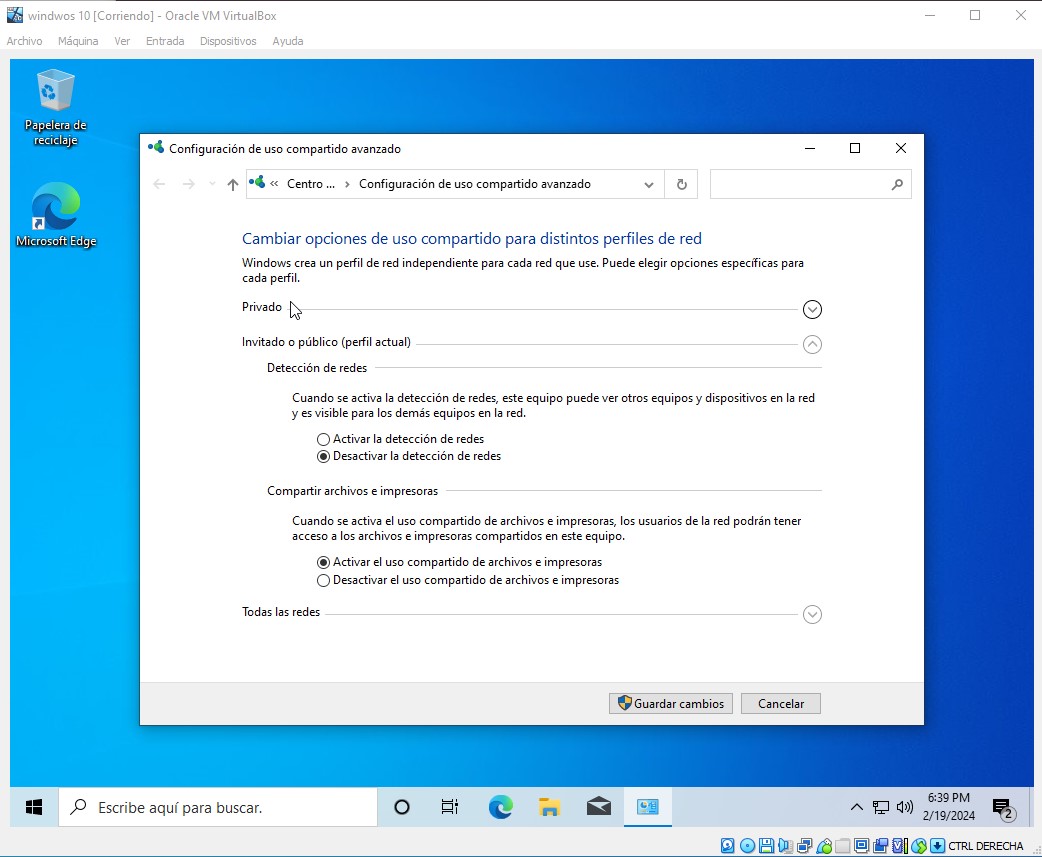 windwos 10 [Corriendo] - Oracle VM VirtualBox
Archivo Máquina Ver Entrada Dispositivos Ayuda
Papelera de
reciclaje
Microsoft Edge
Configuración de uso compartido avanzado
« Centro ... › Configuración de uso compartido avanzado
Cambiar opciones de uso compartido para distintos perfiles de red
Windows crea un perfil de red independiente para cada red que use. Puede elegir opciones específicas para
cada perfil.
Privado
Invitado o público (perfil actual)
Detección de redes
Cuando se activa la detección de redes, este equipo puede ver otros equipos y dispositivos en la red
y es visible para los demás equipos en la red.
Activar la detección de redes
Desactivar la detección de redes
Compartir archivos e impresoras
Cuando se activa el uso compartido de archivos e impresoras, los usuarios de la red podrán tener
acceso a los archivos e impresoras compartidos en este equipo.
Activar el uso compartido de archivos e impresoras
Desactivar el uso compartido de archivos e impresoras
Todas las redes
Guardar cambios Cancelar
Escribe aquí para buscar.
6:39 PM
2/19/2024
2
CTRL DERECHA